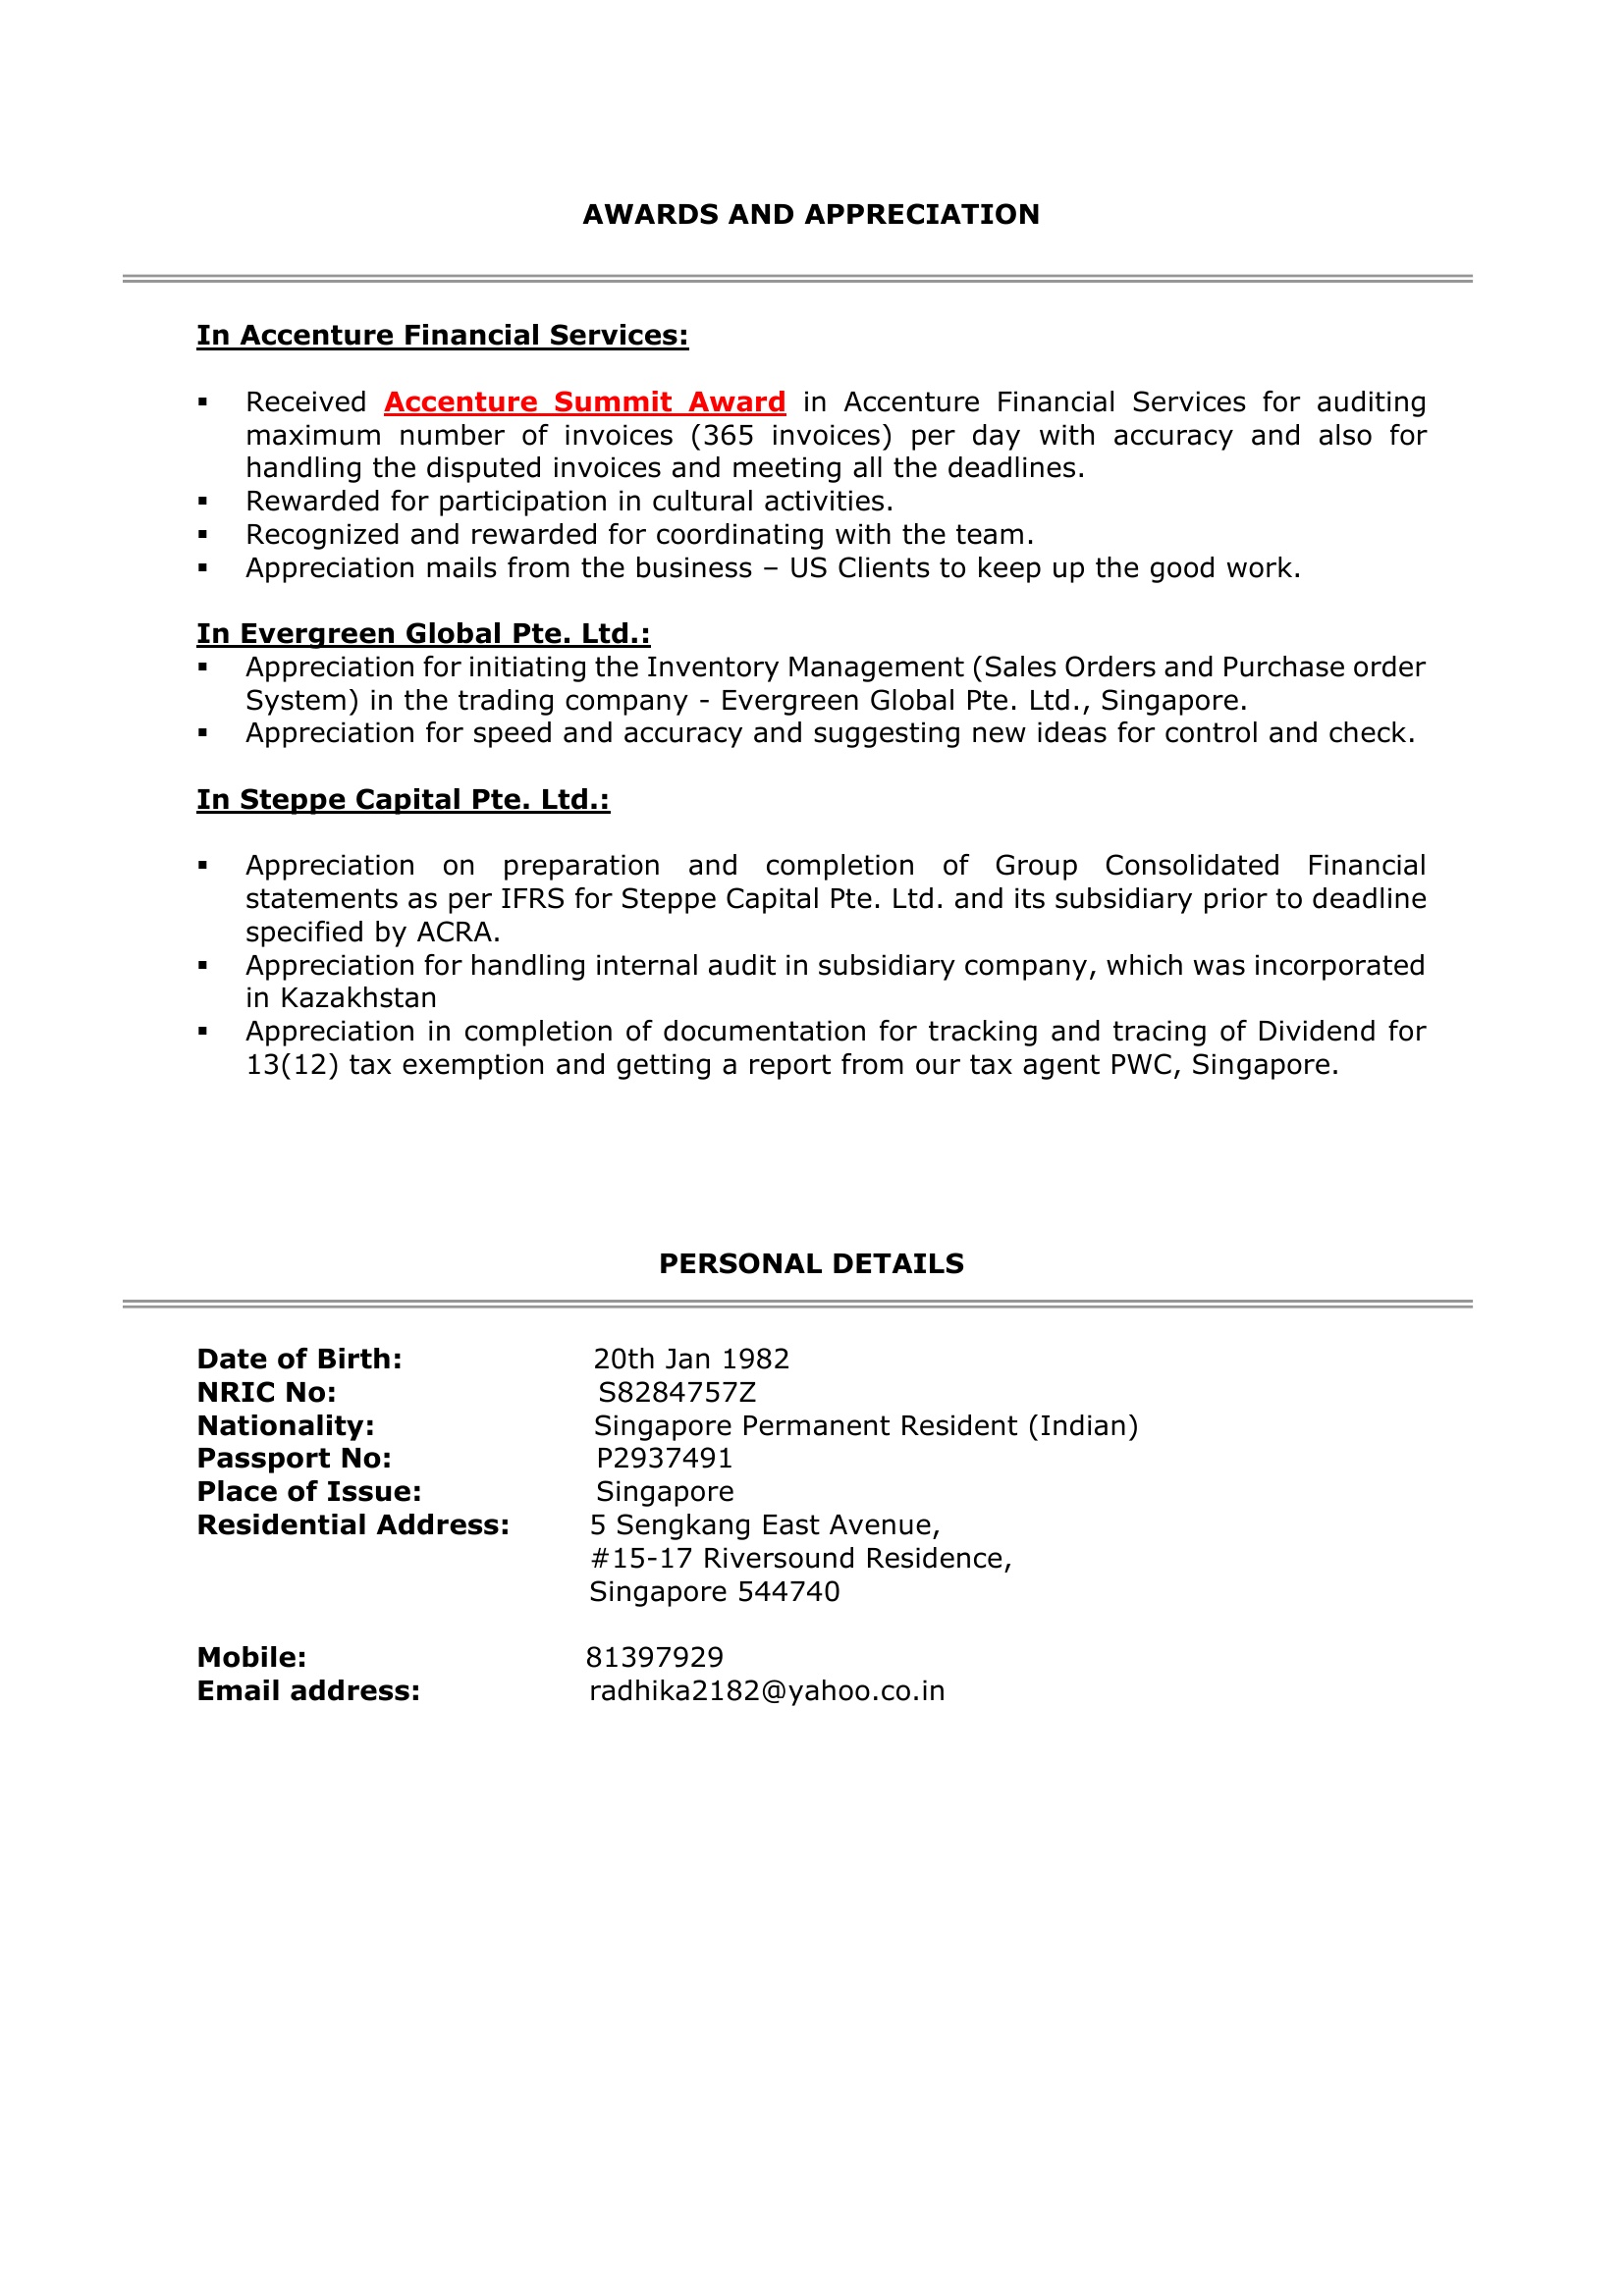 AWARDS AND APPRECIATION
In Accenture Financial Services:
▪ Received Accenture Summit Award in Accenture Financial Services for auditing
maximum number of invoices (365 invoices) per day with accuracy and also for
handling the disputed invoices and meeting all the deadlines.
▪ Rewarded for participation in cultural activities.
▪ Recognized and rewarded for coordinating with the team.
▪ Appreciation mails from the business – US Clients to keep up the good work.
In Evergreen Global Pte. Ltd.:
▪ Appreciation for initiating the Inventory Management (Sales Orders and Purchase order
System) in the trading company - Evergreen Global Pte. Ltd., Singapore.
▪ Appreciation for speed and accuracy and suggesting new ideas for control and check.
In Steppe Capital Pte. Ltd.:
▪ Appreciation on preparation and completion of Group Consolidated Financial
statements as per IFRS for Steppe Capital Pte. Ltd. and its subsidiary prior to deadline
specified by ACRA.
▪ Appreciation for handling internal audit in subsidiary company, which was incorporated
in Kazakhstan
▪ Appreciation in completion of documentation for tracking and tracing of Dividend for
13(12) tax exemption and getting a report from our tax agent PWC, Singapore.
PERSONAL DETAILS
Date of Birth: 20th Jan 1982
NRIC No: S8284757Z
Nationality: Singapore Permanent Resident (Indian)
Passport No: P2937491
Place of Issue: Singapore
Residential Address: 5 Sengkang East Avenue,
#15-17 Riversound Residence,
Singapore 544740
Mobile: 81397929
Email address: radhika2182@yahoo.co.in